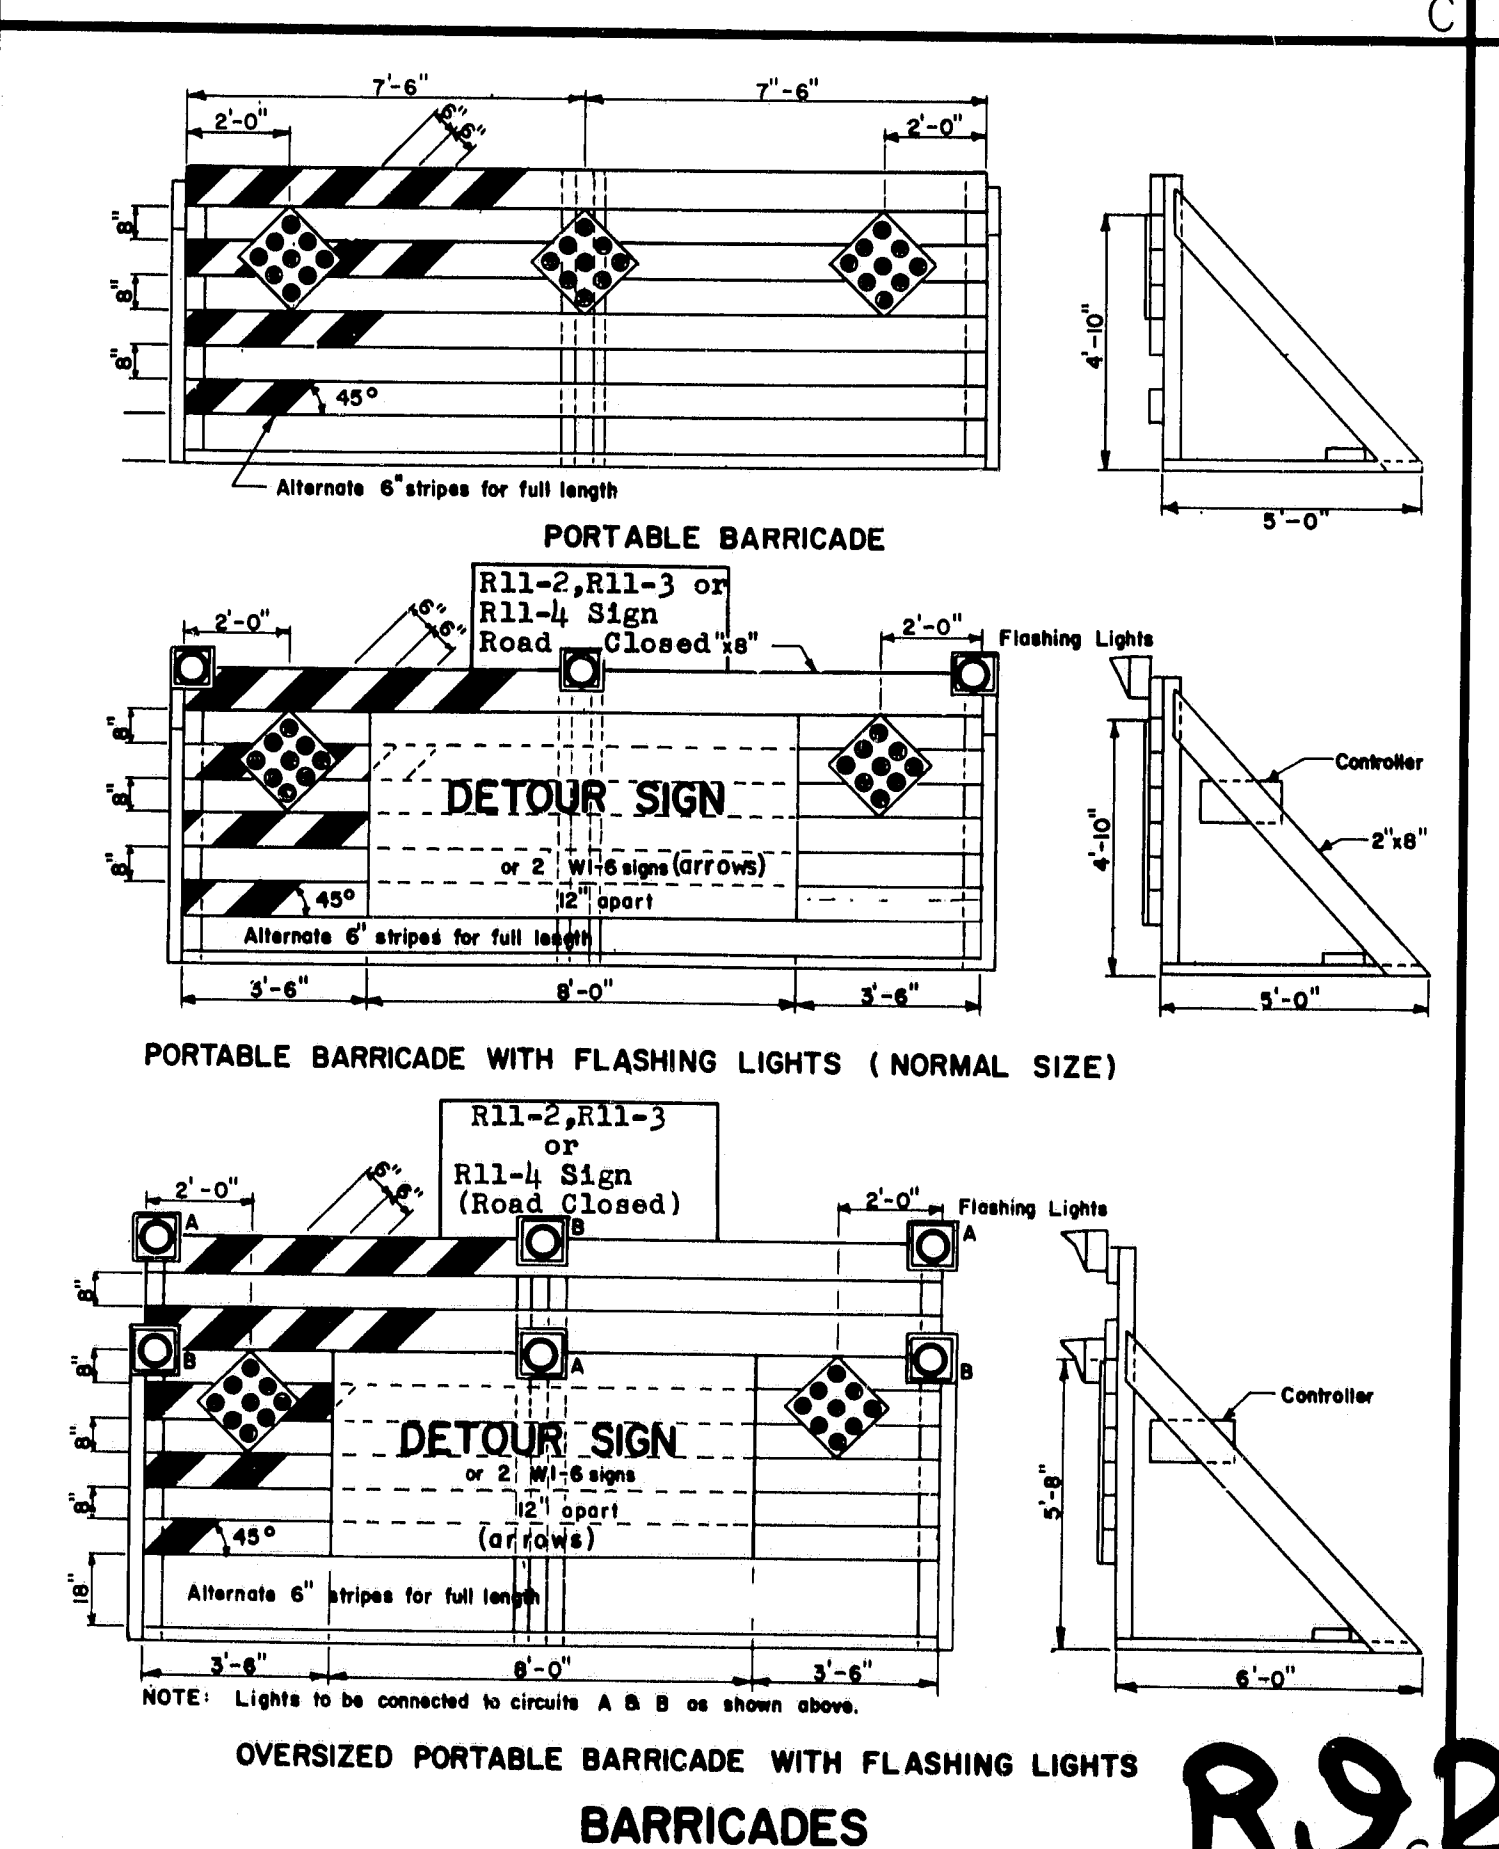 C
7'-6" 7"-6"
2'-0" 6" 6" 2'-0"
8"
8"
8"
45°
Alternate 6" stripes for full length
4'-10"
5'-0"
PORTABLE BARRICADE
R11-2,R11-3 or
R11-4 Sign
Road Closed "x8"
2'-0" 6" 6" 2'-0" Flashing Lights
8"
8"
8"
DETOUR SIGN
or 2 W1-6 signs (arrows)
12" apart
45°
Alternate 6" stripes for full length
3'-6" 8'-0" 3'-6"
Controller
2"x8"
4'-10"
5'-0"
PORTABLE BARRICADE WITH FLASHING LIGHTS (NORMAL SIZE)
R11-2,R11-3
or
R11-4 Sign
(Road Closed)
2'-0" 6" 6" 2'-0" Flashing Lights
A B A
8"
B A B
8"
8"
8"
DETOUR SIGN
or 2 W1-6 signs
12" apart
(arrows)
45°
18"
Alternate 6" stripes for full length
3'-6" 8'-0" 3'-6"
Controller
5'-8"
6'-0"
NOTE: Lights to be connected to circuits A & B as shown above.
OVERSIZED PORTABLE BARRICADE WITH FLASHING LIGHTS
BARRICADES